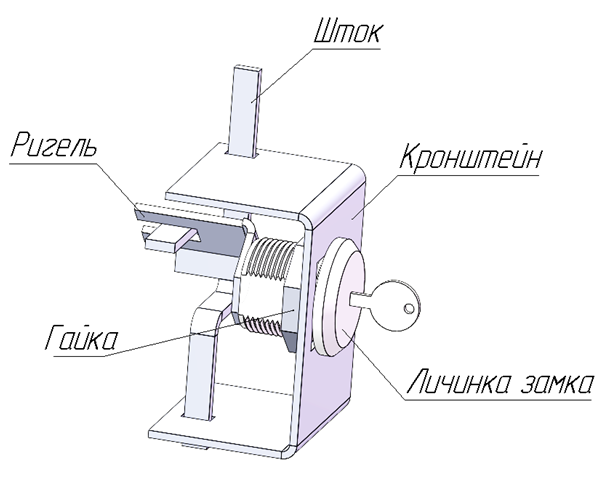 Шток
Ригель
Кронштейн
Гайка
Личинка замка